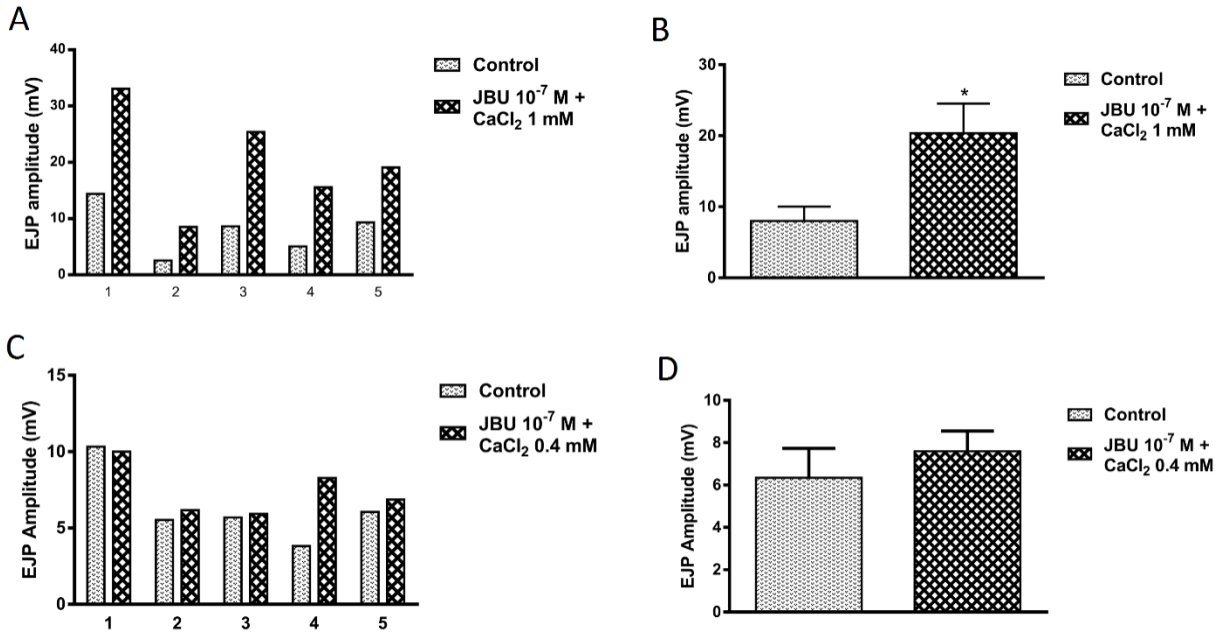 A
40
30
20
10
0
EJP amplitude (mV)
1 2 3 4 5
Control
JBU 10⁻⁷ M +
CaCl₂ 1 mM
B
30
20
10
0
EJP amplitude (mV)
*
Control
JBU 10⁻⁷ M +
CaCl₂ 1 mM
C
15
10
5
0
EJP Amplitude (mV)
1 2 3 4 5
Control
JBU 10⁻⁷ M +
CaCl₂ 0.4 mM
D
10
8
6
4
2
0
EJP Amplitude (mV)
Control
JBU 10⁻⁷ M +
CaCl₂ 0.4 mM